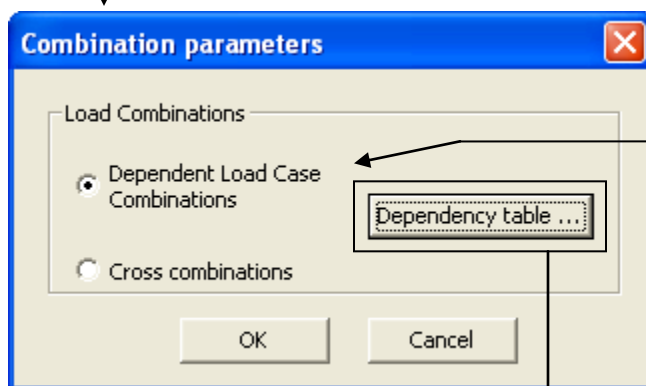 Combination parameters
Load Combinations
Dependent Load Case
Combinations
Dependency table ...
Cross combinations
OK
Cancel